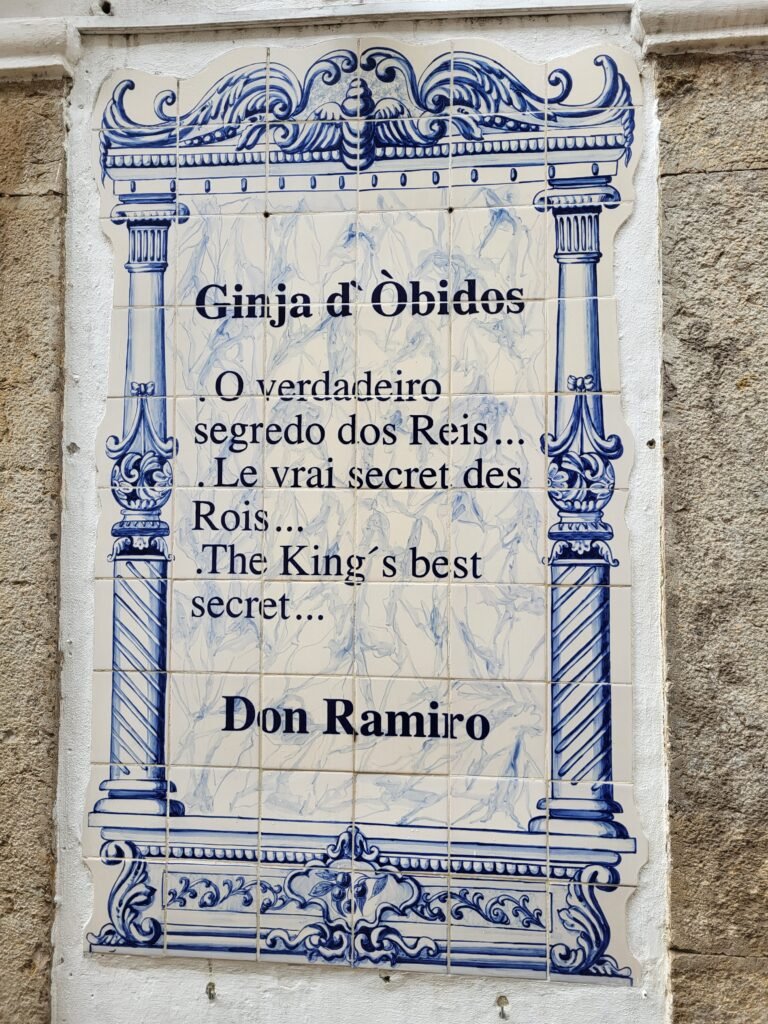 Ginja d`Òbidos
. O verdadeiro
segredo dos Reis...
. Le vrai secret des
Rois...
.The King´s best
secret...
Don Ramiro